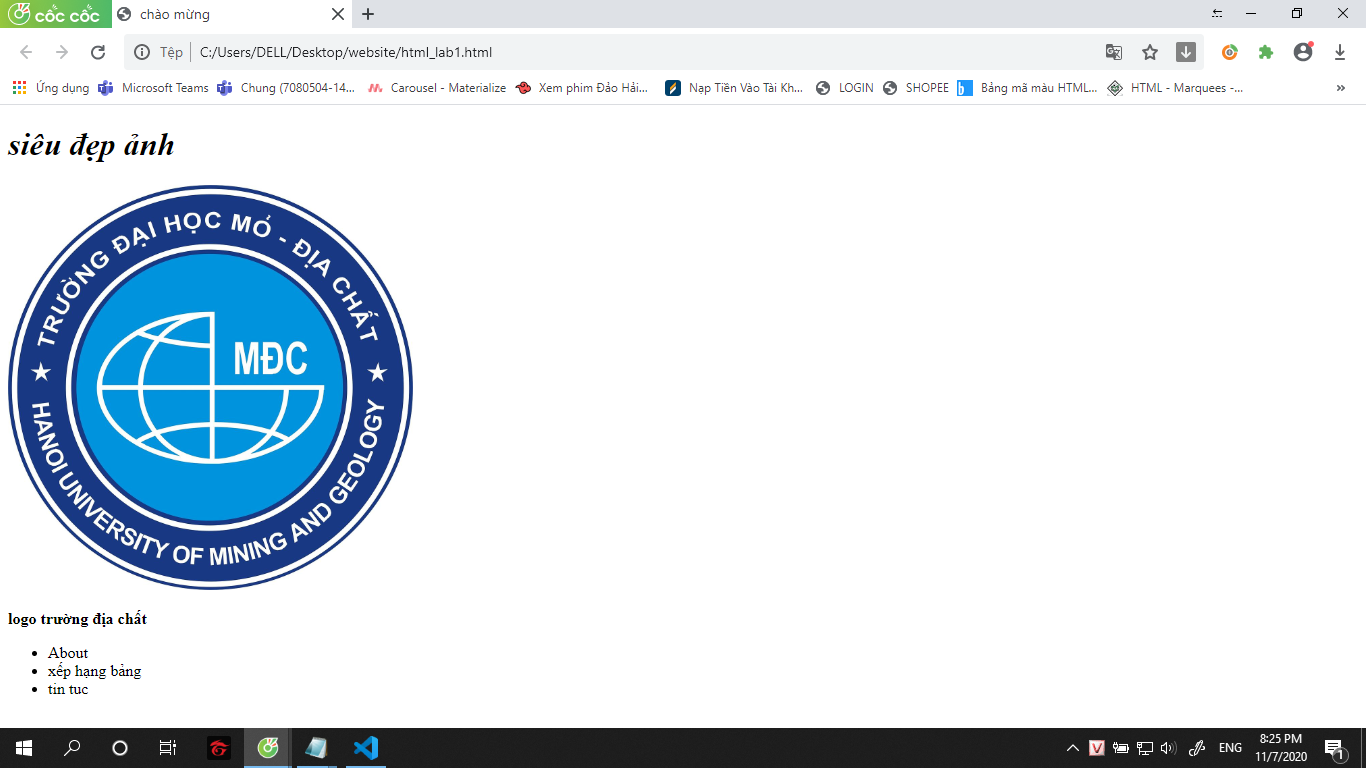 cốc cốc
chào mừng
Tệp
C:/Users/DELL/Desktop/website/html_lab1.html
Ứng dụng
Microsoft Teams
Chung (7080504-14...
Carousel - Materialize
Xem phim Đảo Hải...
Nạp Tiền Vào Tài Kh...
LOGIN
SHOPEE
Bảng mã màu HTML...
HTML - Marquees -...
»
siêu đẹp ảnh
TRƯỜNG ĐẠI HỌC MỎ - ĐỊA CHẤT
MĐC
HANOI UNIVERSITY OF MINING AND GEOLOGY
logo trường địa chất
• About
• xếp hạng bảng
• tin tuc
V
ENG
8:25 PM
11/7/2020
1